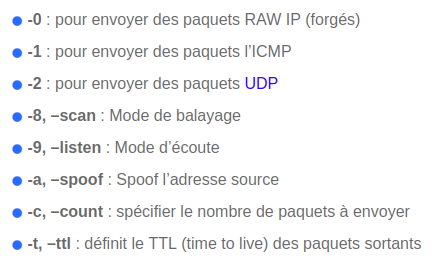 -0 : pour envoyer des paquets RAW IP (forgés)
-1 : pour envoyer des paquets l’ICMP
-2 : pour envoyer des paquets UDP
-8, –scan : Mode de balayage
-9, –listen : Mode d’écoute
-a, –spoof : Spoof l’adresse source
-c, –count : spécifier le nombre de paquets à envoyer
-t, –ttl : définit le TTL (time to live) des paquets sortants